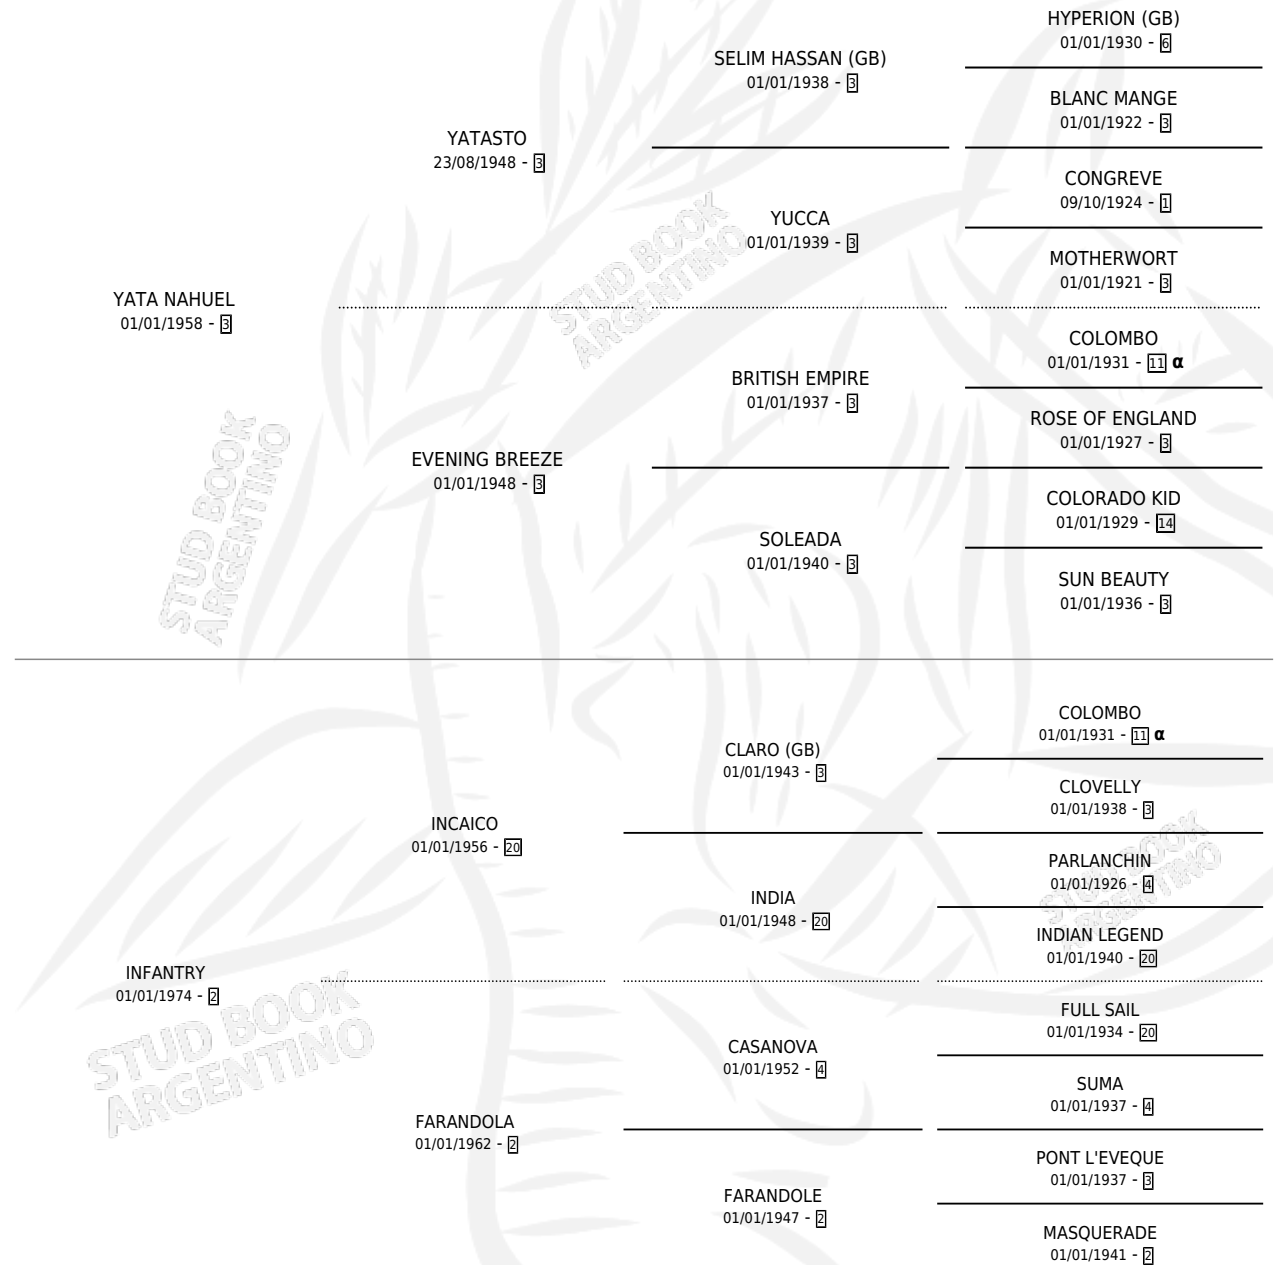 HYPERION (GB)
01/01/1930 - 6
SELIM HASSAN (GB)
01/01/1938 - 3
BLANC MANGE
01/01/1922 - 3
YATASTO
23/08/1948 - 3
CONGREVE
09/10/1924 - 1
YUCCA
01/01/1939 - 3
MOTHERWORT
01/01/1921 - 3
YATA NAHUEL
01/01/1958 - 3
COLOMBO
01/01/1931 - 11 α
BRITISH EMPIRE
01/01/1937 - 3
ROSE OF ENGLAND
01/01/1927 - 3
EVENING BREEZE
01/01/1948 - 3
COLORADO KID
01/01/1929 - 14
SOLEADA
01/01/1940 - 3
SUN BEAUTY
01/01/1936 - 3
COLOMBO
01/01/1931 - 11 α
CLARO (GB)
01/01/1943 - 3
CLOVELLY
01/01/1938 - 3
INCAICO
01/01/1956 - 20
PARLANCHIN
01/01/1926 - 4
INDIA
01/01/1948 - 20
INDIAN LEGEND
01/01/1940 - 20
INFANTRY
01/01/1974 - 2
FULL SAIL
01/01/1934 - 20
CASANOVA
01/01/1952 - 4
SUMA
01/01/1937 - 4
FARANDOLA
01/01/1962 - 2
PONT L'EVEQUE
01/01/1937 - 3
FARANDOLE
01/01/1947 - 2
MASQUERADE
01/01/1941 - 2
STUD BOOK
ARGENTINO
STUD BOOK
ARGENTINO
STUD BOOK
ARGENTINO
STUD BOOK
ARGENTINO